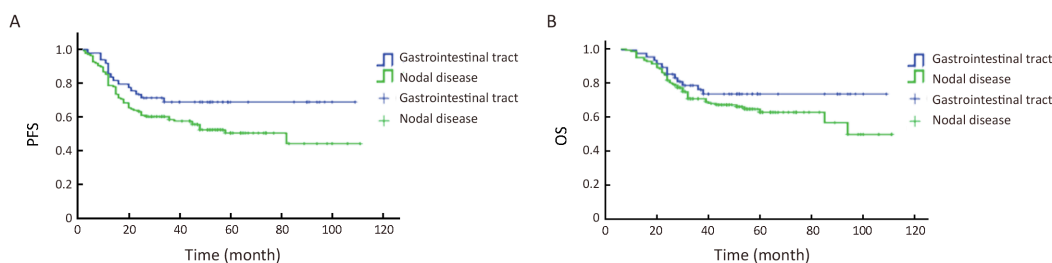 A
PFS
1.0
0.8
0.6
0.4
0.2
0
0 20 40 60 80 100 120
Time (month)
Gastrointestinal tract
Nodal disease
Gastrointestinal tract
Nodal disease
B
OS
1.0
0.8
0.6
0.4
0.2
0
0 20 40 60 80 100 120
Time (month)
Gastrointestinal tract
Nodal disease
Gastrointestinal tract
Nodal disease